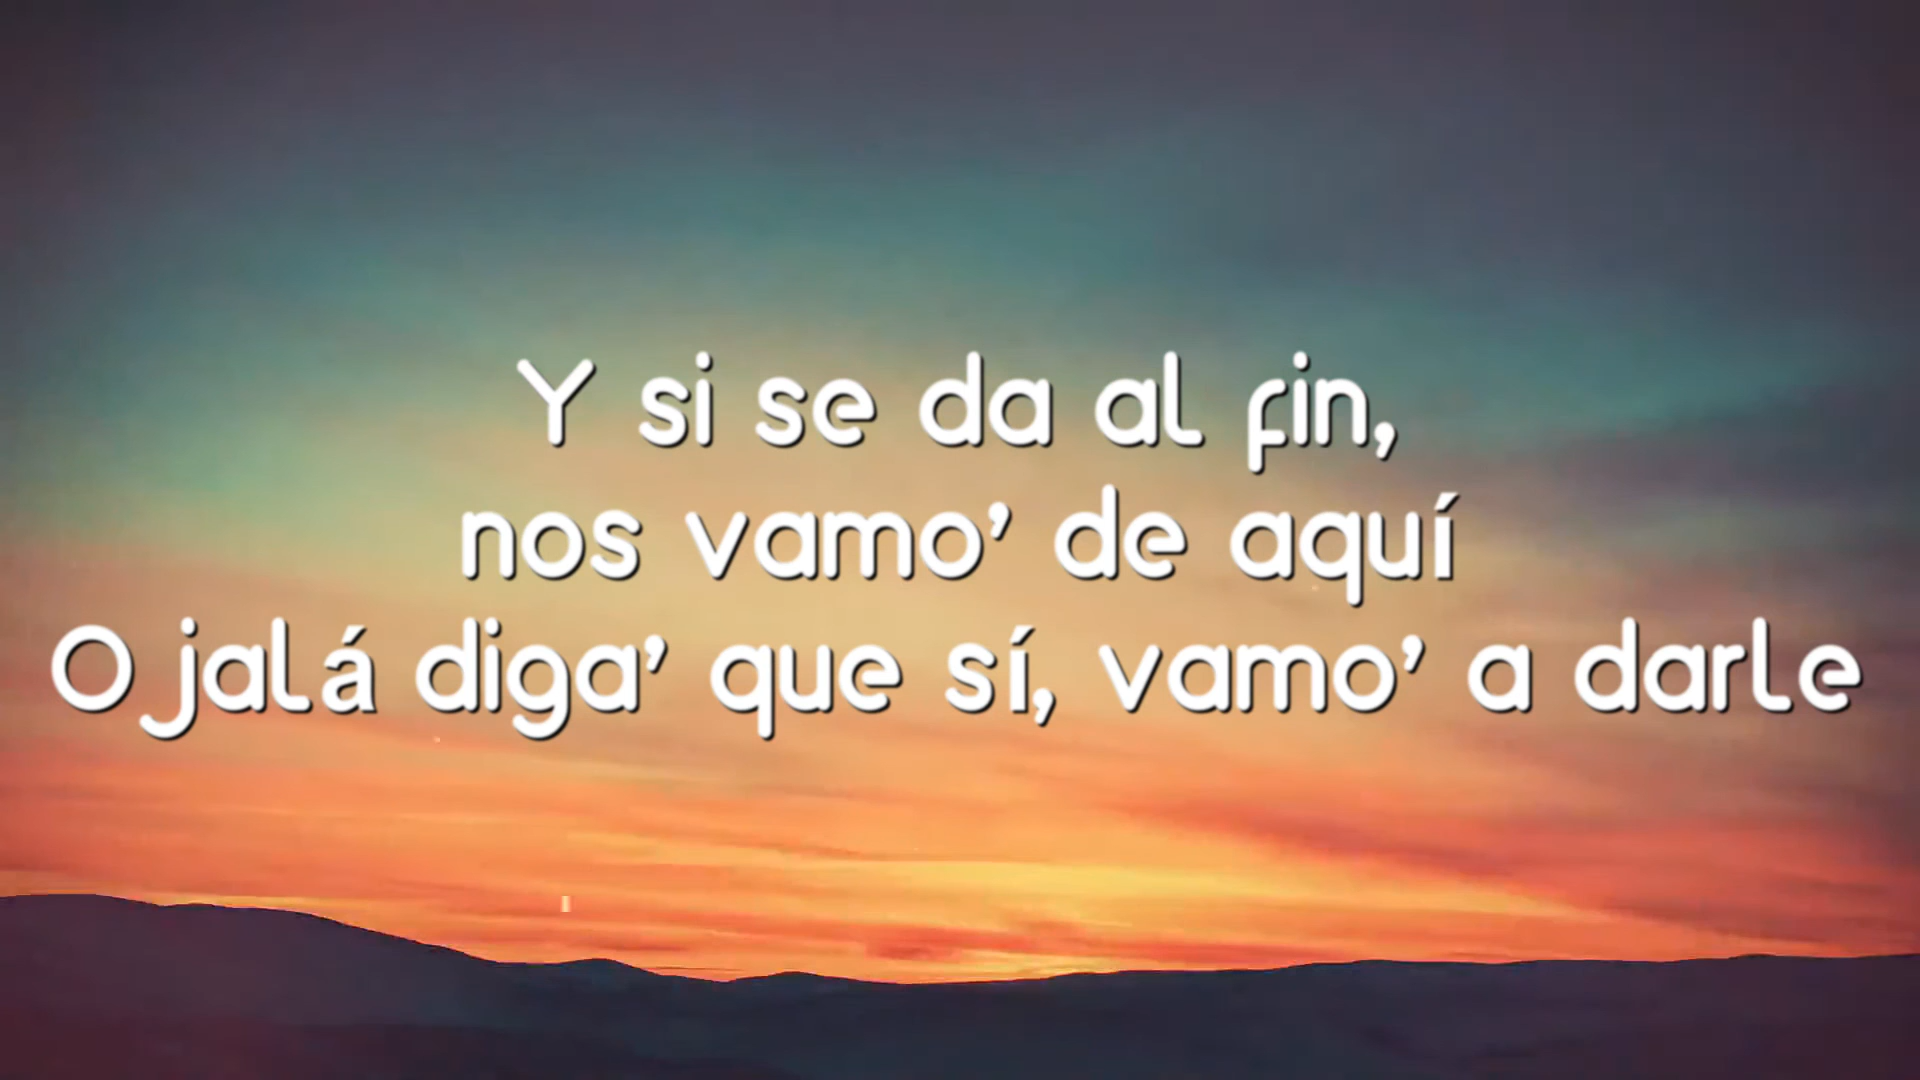 Y si se da al fin,
nos vamo' de aquí
Ojalá diga' que sí, vamo' a darle